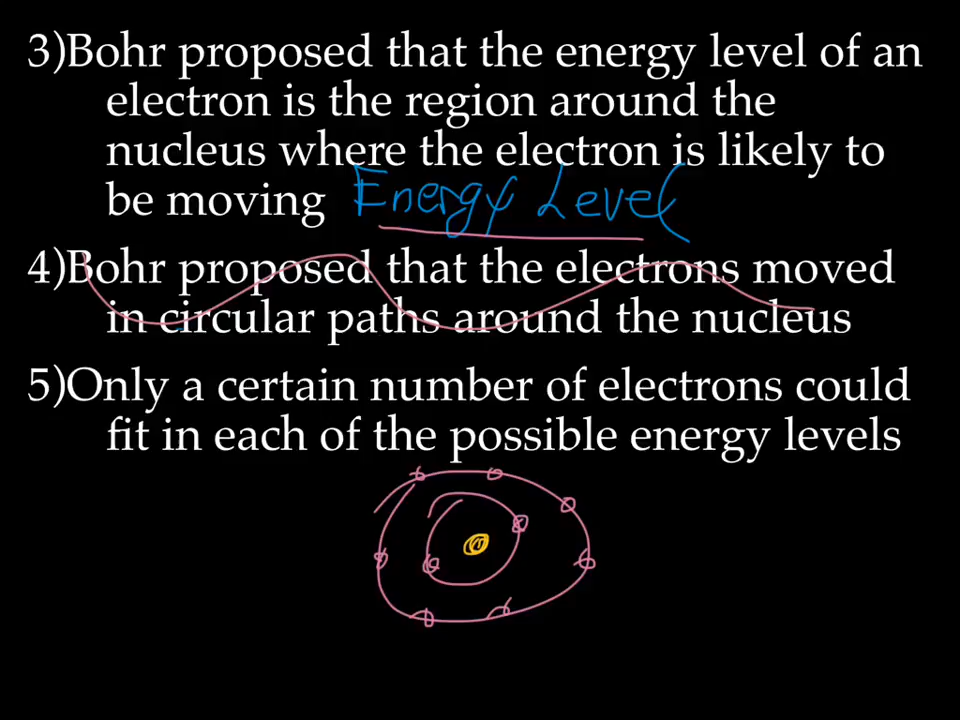 3)Bohr proposed that the energy level of an
electron is the region around the
nucleus where the electron is likely to
be moving Energy Level
4)Bohr proposed that the electrons moved
in circular paths around the nucleus
5)Only a certain number of electrons could
fit in each of the possible energy levels